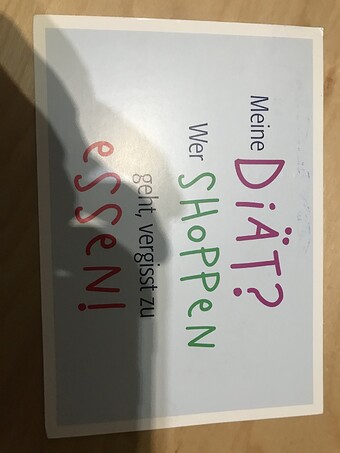 Meine
DiÄT?
Wer
SHOPPEN
geht, vergisst zu
eSSeN!